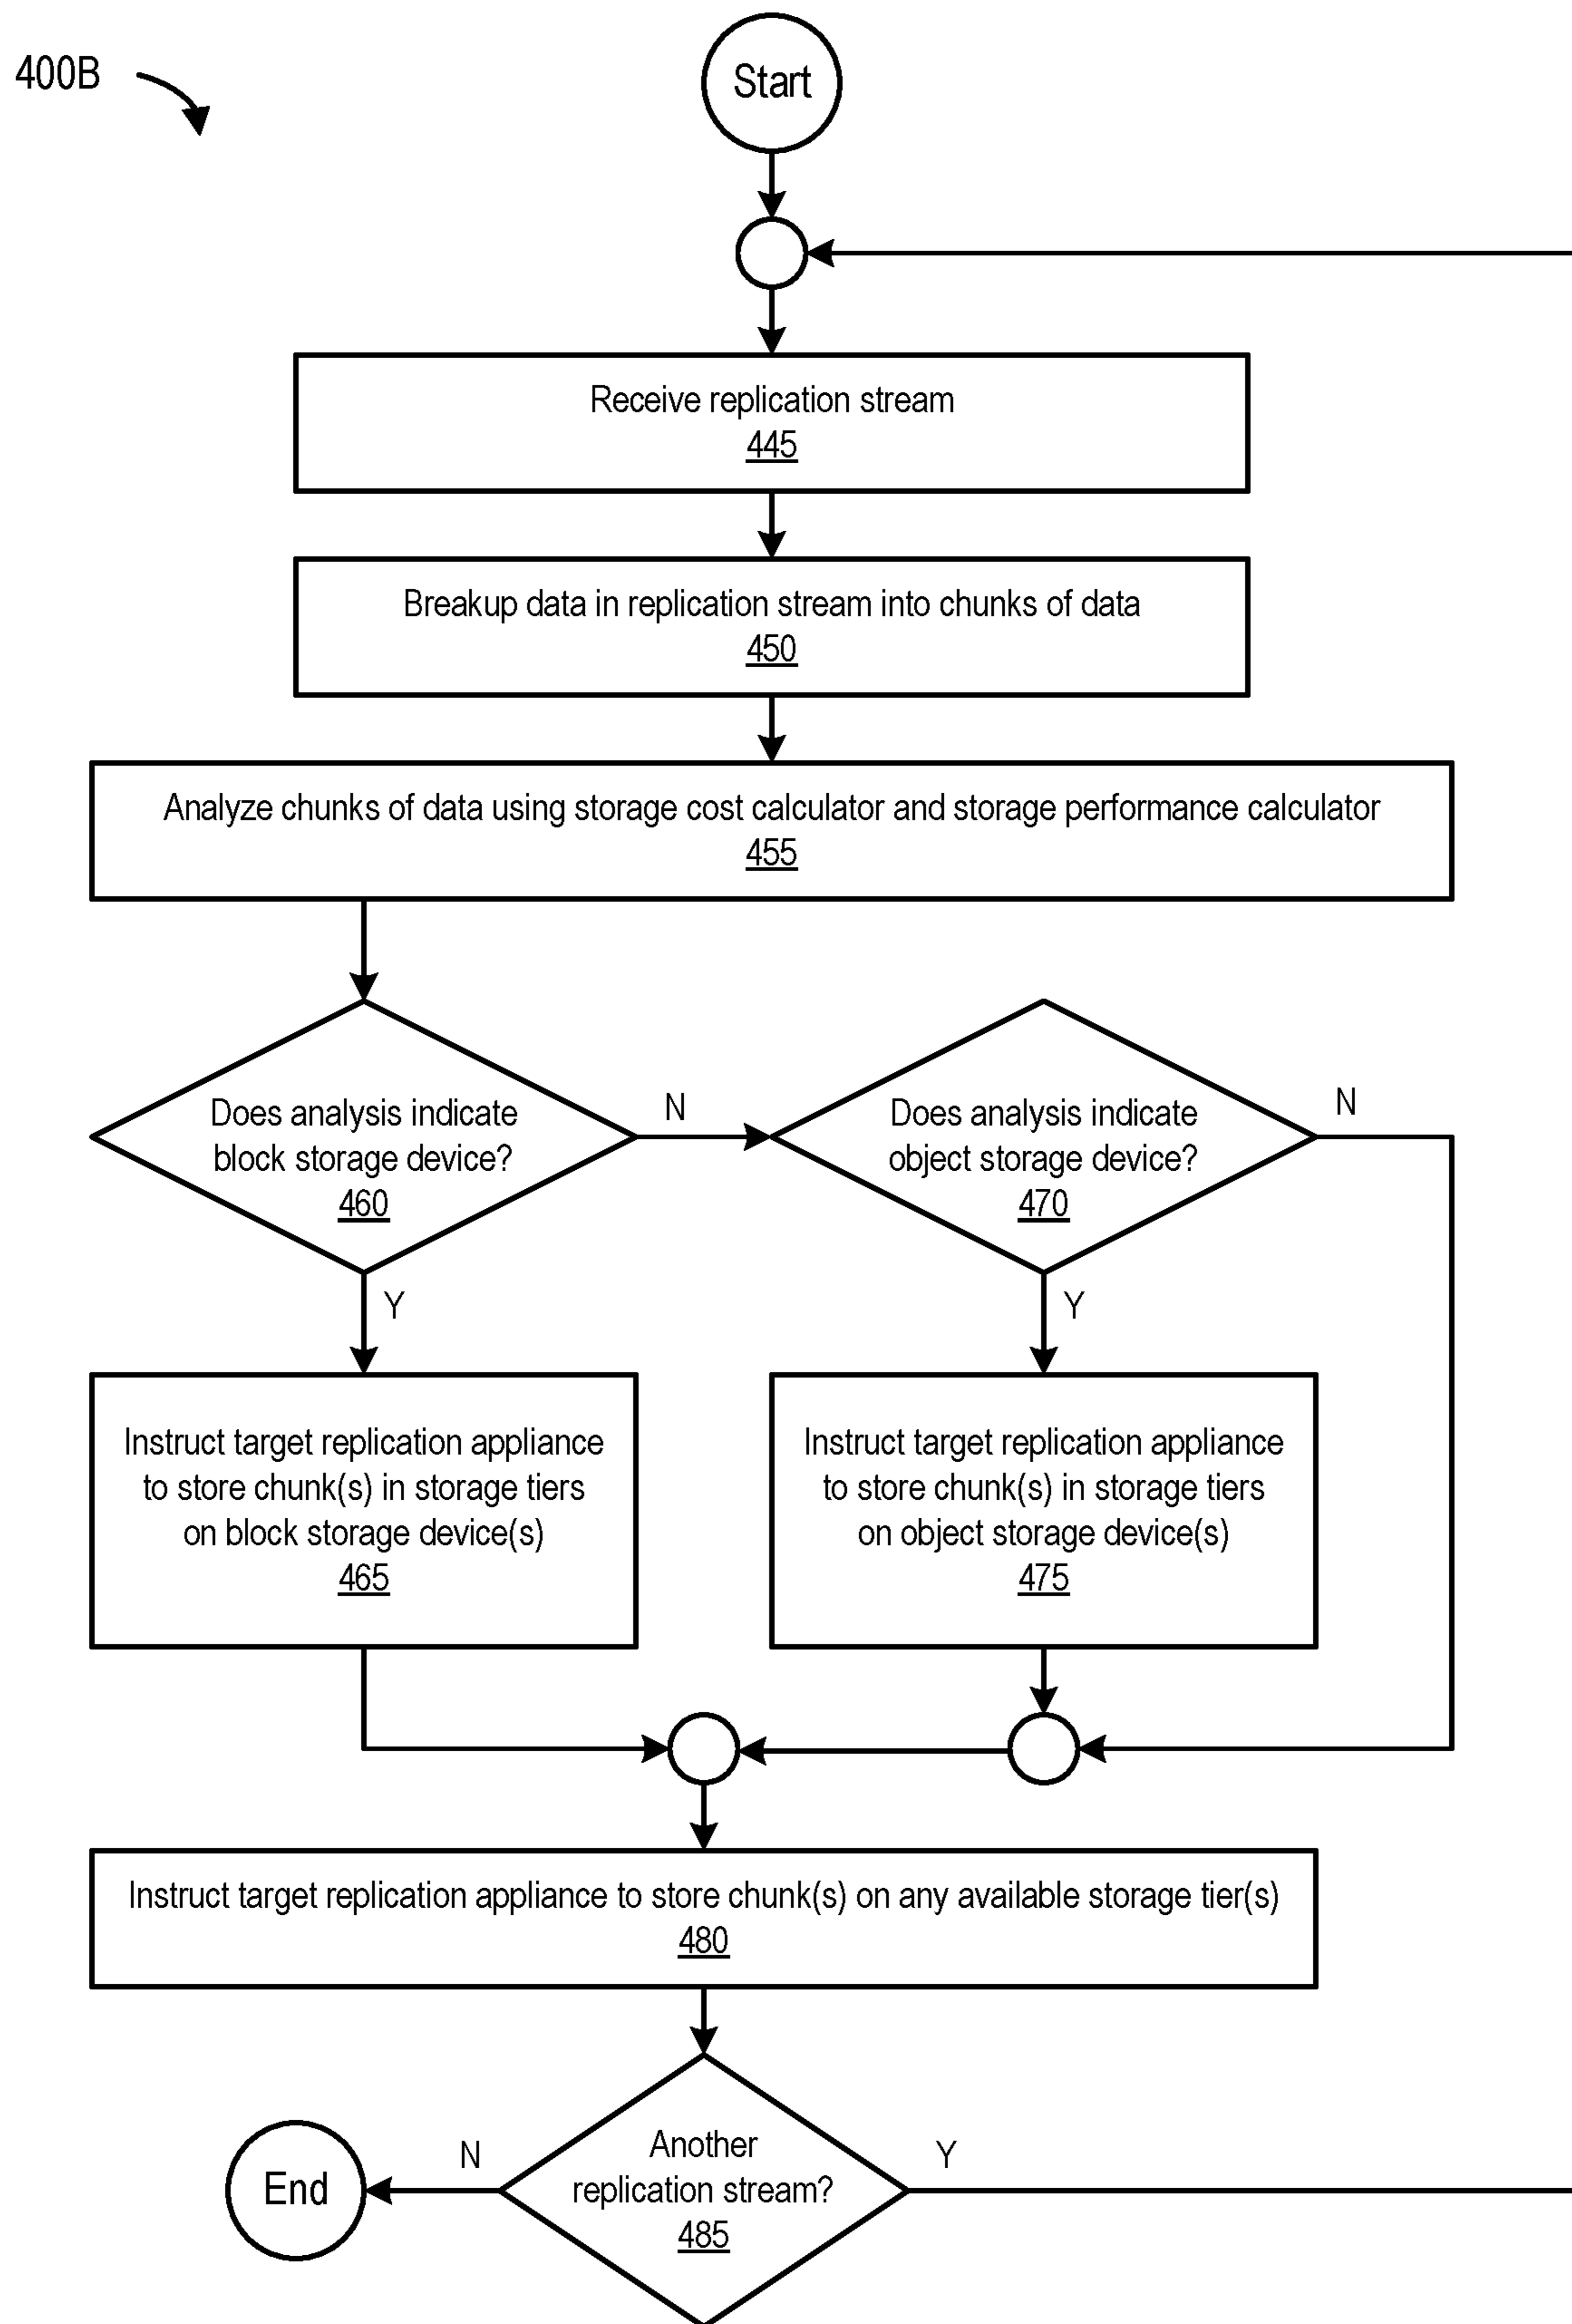 400B
Start
Receive replication stream
445
Breakup data in replication stream into chunks of data
450
Analyze chunks of data using storage cost calculator and storage performance calculator
455
Does analysis indicate
block storage device?
460
N
Does analysis indicate
object storage device?
470
N
Y
Y
Instruct target replication appliance
to store chunk(s) in storage tiers
on block storage device(s)
465
Instruct target replication appliance
to store chunk(s) in storage tiers
on object storage device(s)
475
Instruct target replication appliance to store chunk(s) on any available storage tier(s)
480
End
N
Another
replication stream?
485
Y